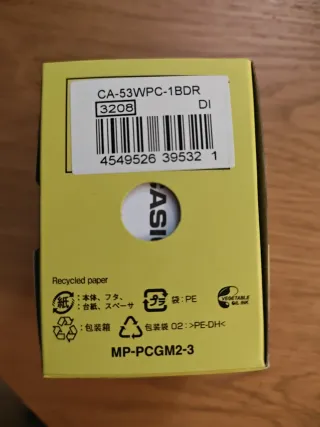 CA-53WPC-1BDR
3208 DI
4549526 39532 1
CASIO
Recycled paper
紙 :本体、フタ、
:台紙、スペーサ
プラ 袋:PE
VEGETABLE
OIL INK
:包装箱
包装袋 02:>PE-DH<
MP-PCGM2-3